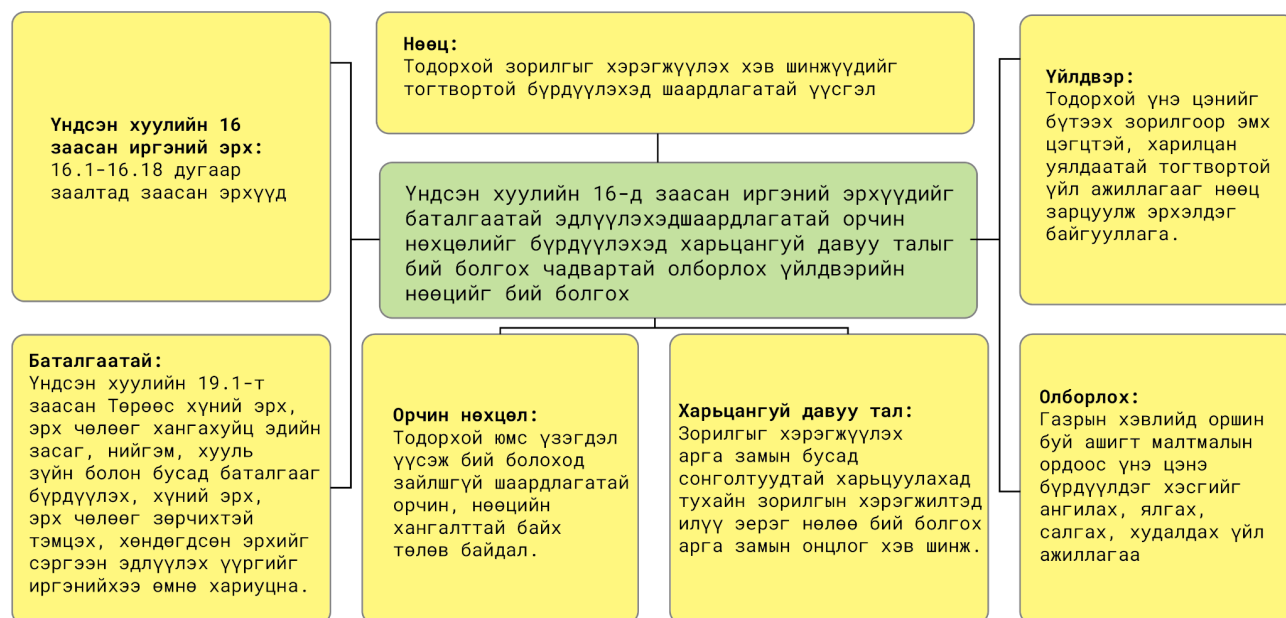 Үндсэн хуулийн 16
заасан иргэний эрх:
16.1-16.18 дугаар
заалтад заасан эрхүүд
Нөөц:
Тодорхой зорилгыг хэрэгжүүлэх хэв шинжүүдийг
тогтвортой бүрдүүлэхэд шаардлагатай үүсгэл
Үйлдвэр:
Тодорхой үнэ цэнийг
бүтээх зорилгоор эмх
цэгцтэй, харилцан
уялдаатай тогтвортой
үйл ажиллагааг нөөц
зарцуулж эрхэлдэг
байгууллага.
Үндсэн хуулийн 16-д заасан иргэний эрхүүдийг
баталгаатай эдлүүлэхэдшаардлагатай орчин
нөхцөлийг бүрдүүлэхэд харьцангуй давуу талыг
бий болгох чадвартай олборлох үйлдвэрийн
нөөцийг бий болгох
Баталгаатай:
Үндсэн хуулийн 19.1-т
заасан Төрөөс хүний эрх,
эрх чөлөөг хангахуйц эдийн
засаг, нийгэм, хууль
зүйн болон бусад баталгааг
бүрдүүлэх, хүний эрх,
эрх чөлөөг зөрчихтэй
тэмцэх, хөндөгдсөн эрхийг
сэргээн эдлүүлэх үүргийг
иргэнийхээ өмнө хариуцна.
Орчин нөхцөл:
Тодорхой юмс үзэгдэл
үүсэж бий болоход
зайлшгүй шаардлагатай
орчин, нөөцийн
хангалттай байх
төлөв байдал.
Харьцангуй давуу тал:
Зорилгыг хэрэгжүүлэх
арга замын бусад
сонголтуудтай харьцуулахад
тухайн зорилгын хэрэгжилтэд
илүү эерэг нөлөө бий болгох
арга замын онцлог хэв шинж.
Олборлох:
Газрын хэвлийд оршин
буй ашигт малтмалын
ордоос үнэ цэнэ
бүрдүүлдэг хэсгийг
ангилах, ялгах,
салгах, худалдах үйл
ажиллагаа